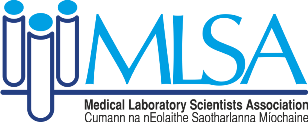 MLSA
Medical Laboratory Scientists Association
Cumann na nEolaithe Saotharlanna Míochaine